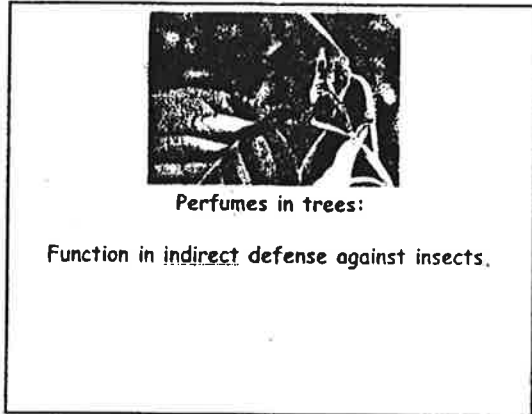 Perfumes in trees:
Function in indirect defense against insects.